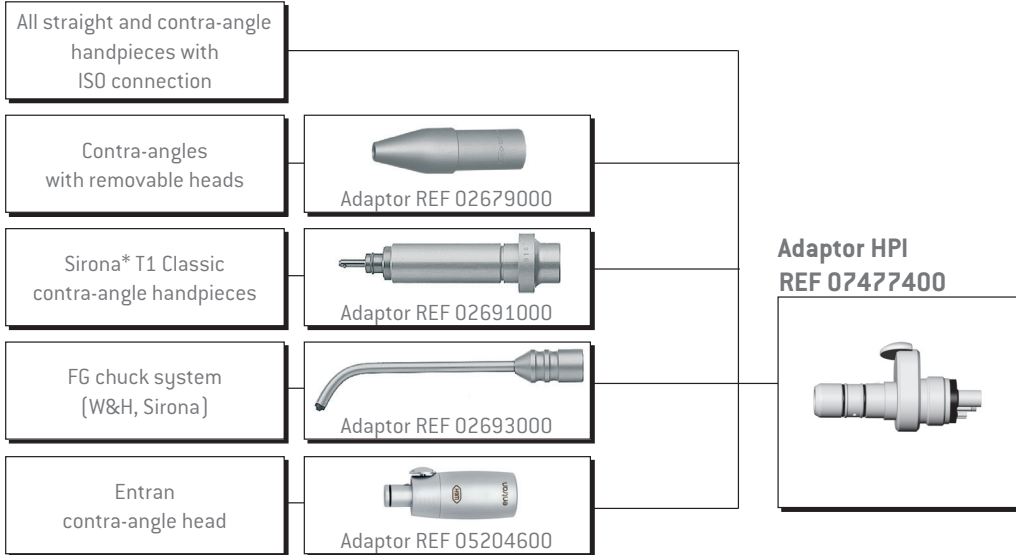 All straight and contra-angle
handpieces with
ISO connection
Contra-angles
with removable heads
Adaptor REF 02679000
Sirona* T1 Classic
contra-angle handpieces
Adaptor REF 02691000
FG chuck system
(W&H, Sirona)
Adaptor REF 02693000
Entran
contra-angle head
entran
Adaptor REF 05204600
Adaptor HPI
REF 07477400